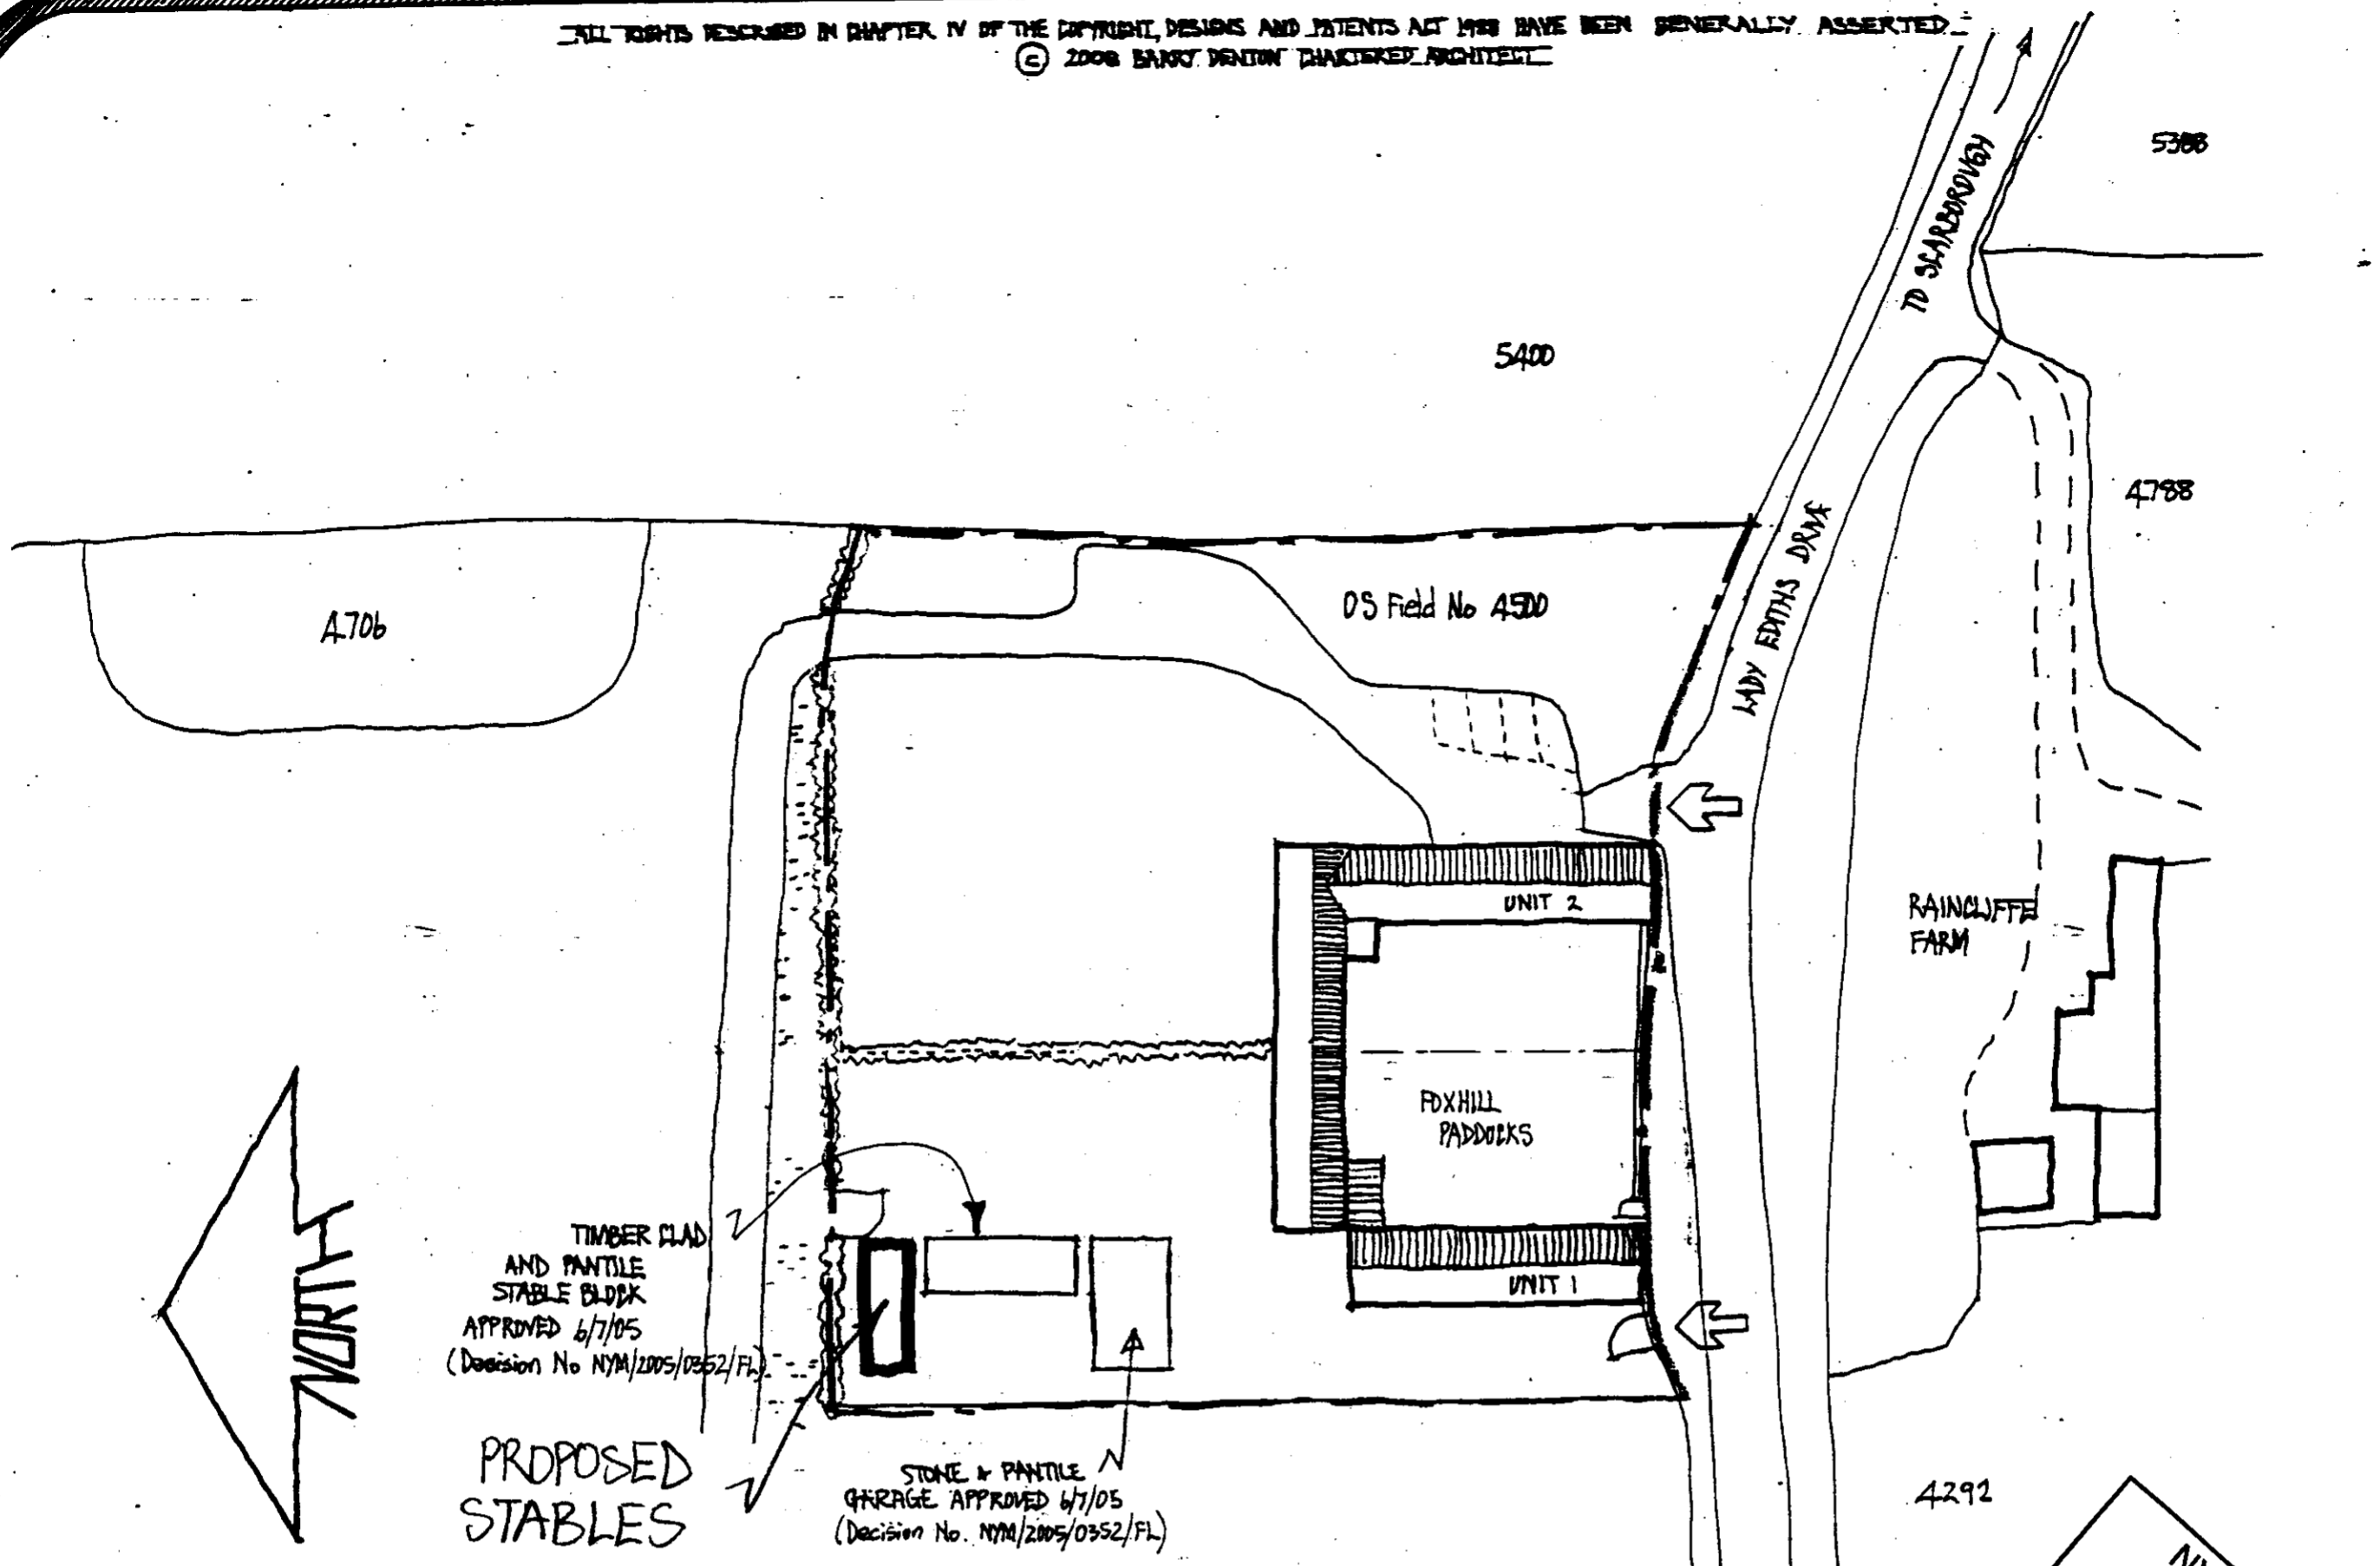 ALL RIGHTS DESCRIBED IN CHAPTER IV OF THE COPYRIGHT, DESIGNS AND PATENTS ACT 1988 HAVE BEEN GENERALLY ASSERTED
© 2008 BARRY DENTON CHARTERED ARCHITECT
5388
TO SCARBOROUGH
5400
4788
4706
OS Field No 4500
LADY EDITHS DRIVE
UNIT 2
RAINCLIFFE
FARM
FOXHILL
PADDOCKS
UNIT 1
NORTH
TIMBER CLAD
AND PANTILE
STABLE BLOCK
APPROVED 6/7/05
(Decision No NYM/2005/0352/FL)
PROPOSED
STABLES
STONE & PANTILE
GARAGE APPROVED 6/7/05
(Decision No. NYM/2005/0352/FL)
4292